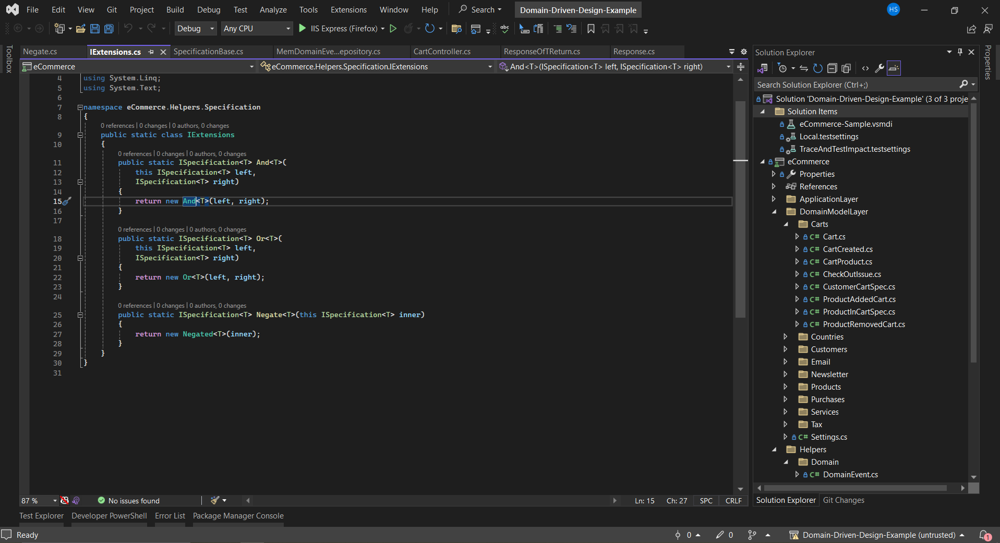 File Edit View Git Project Build Debug Test Analyze Tools Extensions Window Help Search Domain-Driven-Design-Example HS
Debug Any CPU IIS Express (Firefox) abc
Toolbox
Negate.cs IExtensions.cs SpecificationBase.cs MemDomainEve...epository.cs CartController.cs ResponseOfTReturn.cs Response.cs
eCommerce eCommerce.Helpers.Specification.IExtensions And<T>(ISpecification<T> left, ISpecification<T> right)
4 using System.Linq;
5 using System.Text;
6
7 namespace eCommerce.Helpers.Specification
8 {
0 references | 0 changes | 0 authors, 0 changes
9 public static class IExtensions
10 {
0 references | 0 changes | 0 authors, 0 changes
11 public static ISpecification<T> And<T>(
12 this ISpecification<T> left,
13 ISpecification<T> right)
14 {
15 return new And<T>(left, right);
16 }
17
0 references | 0 changes | 0 authors, 0 changes
18 public static ISpecification<T> Or<T>(
19 this ISpecification<T> left,
20 ISpecification<T> right)
21 {
22 return new Or<T>(left, right);
23 }
24
0 references | 0 changes | 0 authors, 0 changes
25 public static ISpecification<T> Negate<T>(this ISpecification<T> inner)
26 {
27 return new Negated<T>(inner);
28 }
29 }
30 }
31
87 % No issues found Ln: 15 Ch: 27 SPC CRLF
Solution Explorer
Search Solution Explorer (Ctrl+;)
Solution 'Domain-Driven-Design-Example' (3 of 3 proje
Solution Items
eCommerce-Sample.vsmdi
Local.testsettings
TraceAndTestImpact.testsettings
eCommerce
Properties
References
ApplicationLayer
DomainModelLayer
Carts
C# Cart.cs
C# CartCreated.cs
C# CartProduct.cs
C# CheckOutIssue.cs
C# CustomerCartSpec.cs
C# ProductAddedCart.cs
C# ProductInCartSpec.cs
C# ProductRemovedCart.cs
Countries
Customers
Email
Newsletter
Products
Purchases
Services
Tax
C# Settings.cs
Helpers
Domain
C# DomainEvent.cs
Solution Explorer Git Changes
Properties
Test Explorer Developer PowerShell Error List Package Manager Console
Ready 0 0 Domain-Driven-Design-Example (untrusted) 1